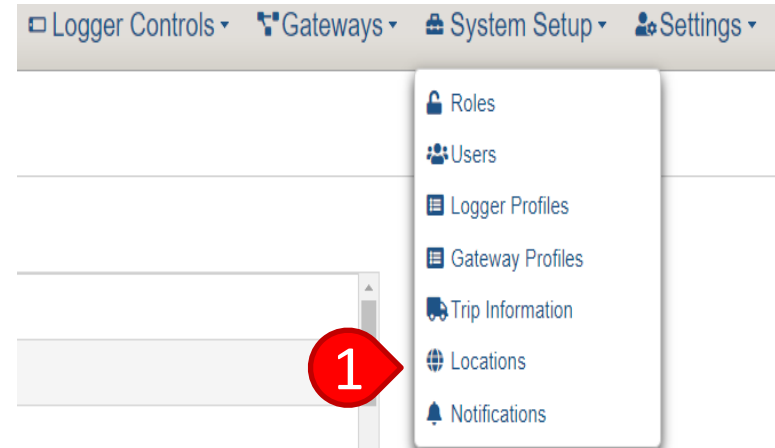 Logger Controls Gateways System Setup Settings
Roles
Users
Logger Profiles
Gateway Profiles
Trip Information
1
Locations
Notifications